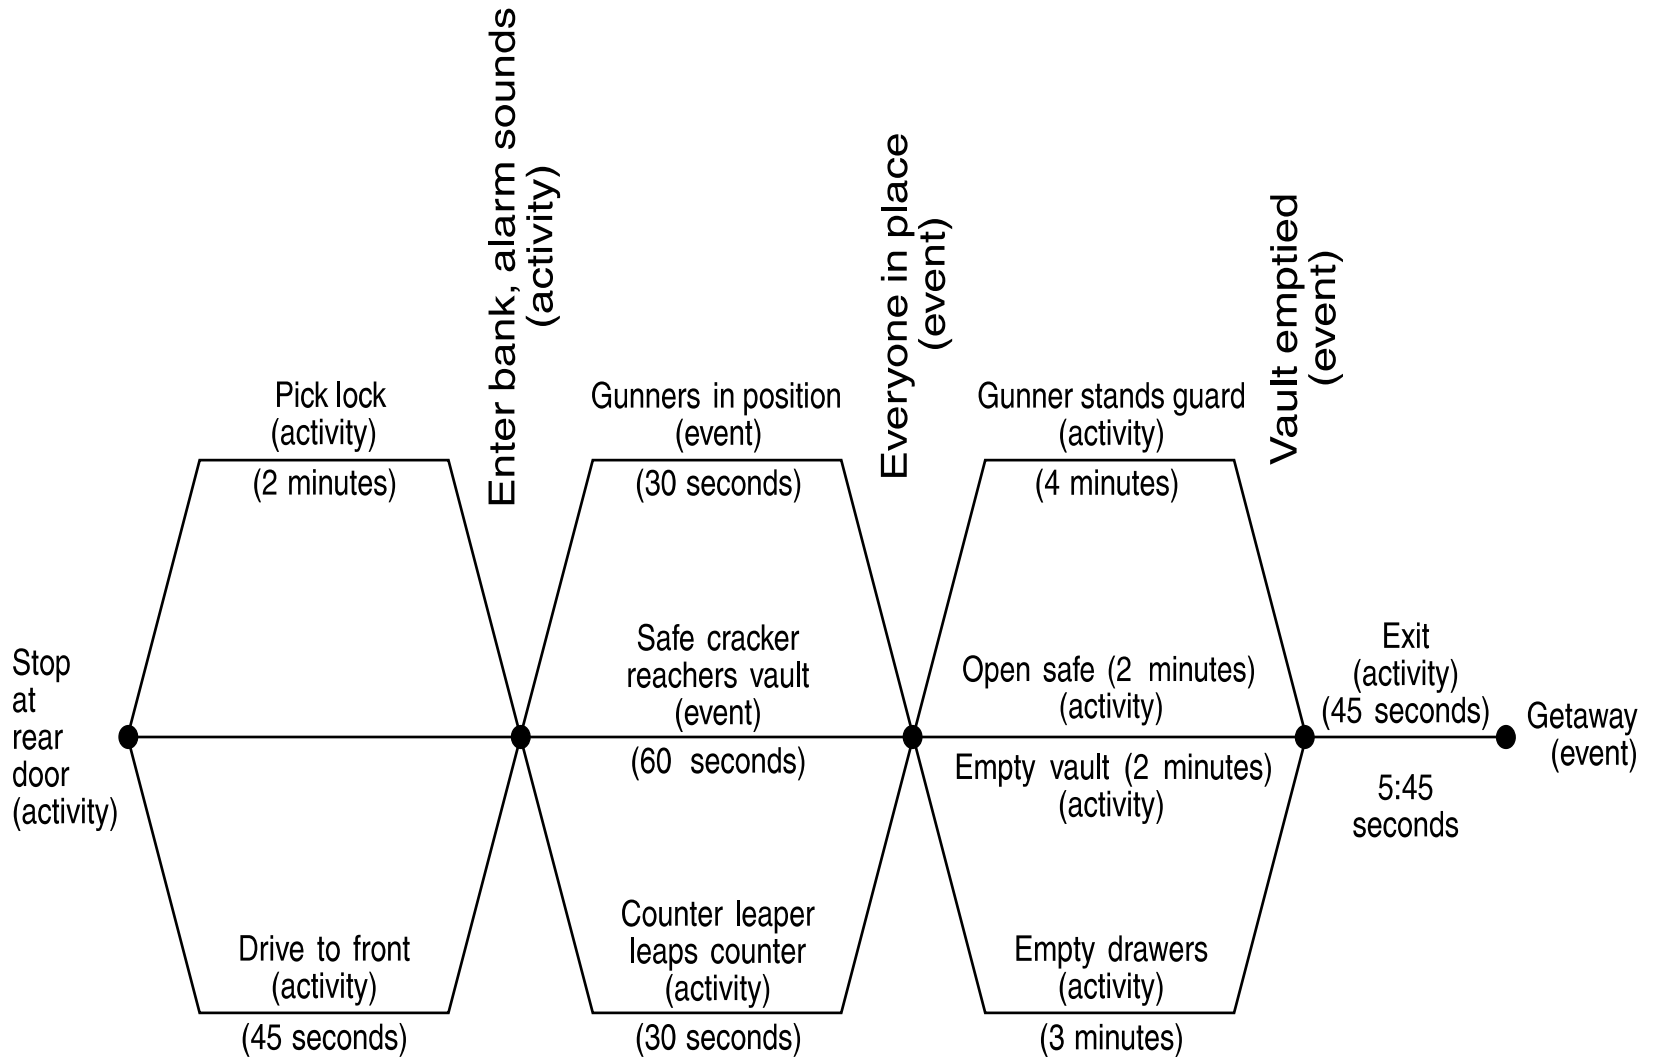 Enter bank, alarm sounds
(activity)
Everyone in place
(event)
Vault emptied
(event)
Pick lock
(activity)
(2 minutes)
Gunners in position
(event)
(30 seconds)
Gunner stands guard
(activity)
(4 minutes)
Stop
at
rear
door
(activity)
Safe cracker
reachers vault
(event)
(60 seconds)
Open safe (2 minutes)
(activity)
Empty vault (2 minutes)
(activity)
Exit
(activity)
(45 seconds)
Getaway
(event)
5:45
seconds
Drive to front
(activity)
(45 seconds)
Counter leaper
leaps counter
(activity)
(30 seconds)
Empty drawers
(activity)
(3 minutes)